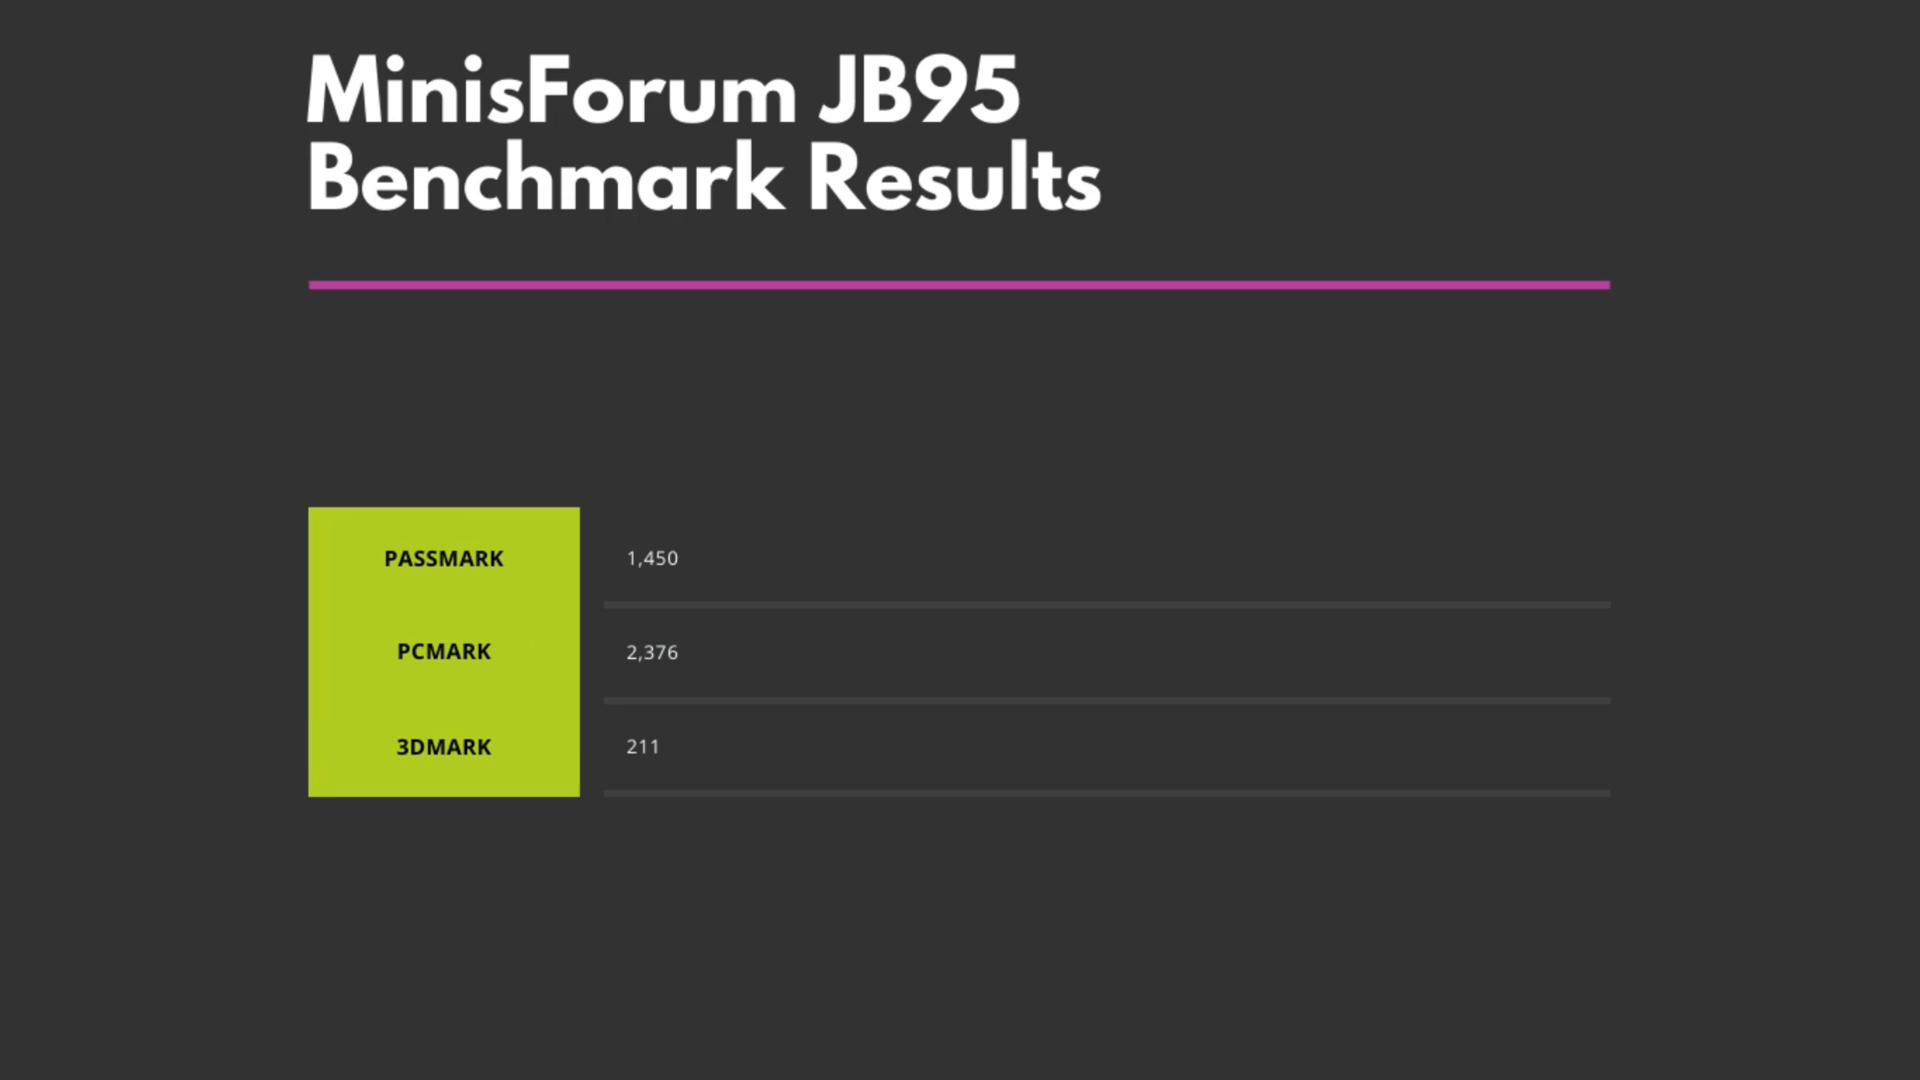 MinisForum JB95
Benchmark Results
PASSMARK 1,450
PCMARK 2,376
3DMARK 211